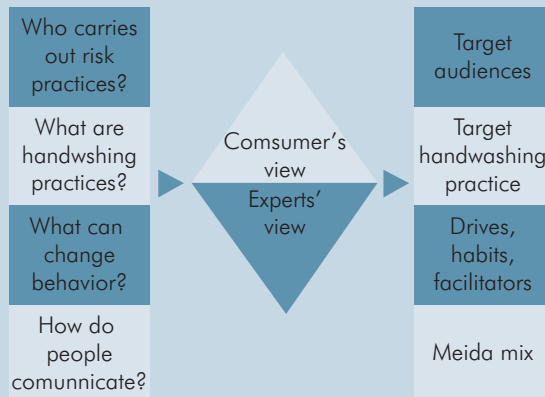 Who carries
out risk
practices?
What are
handwshing
practices?
What can
change
behavior?
How do
people
comunnicate?
Comsumer's
view
Experts'
view
Target
audiences
Target
handwashing
practice
Drives,
habits,
facilitators
Meida mix